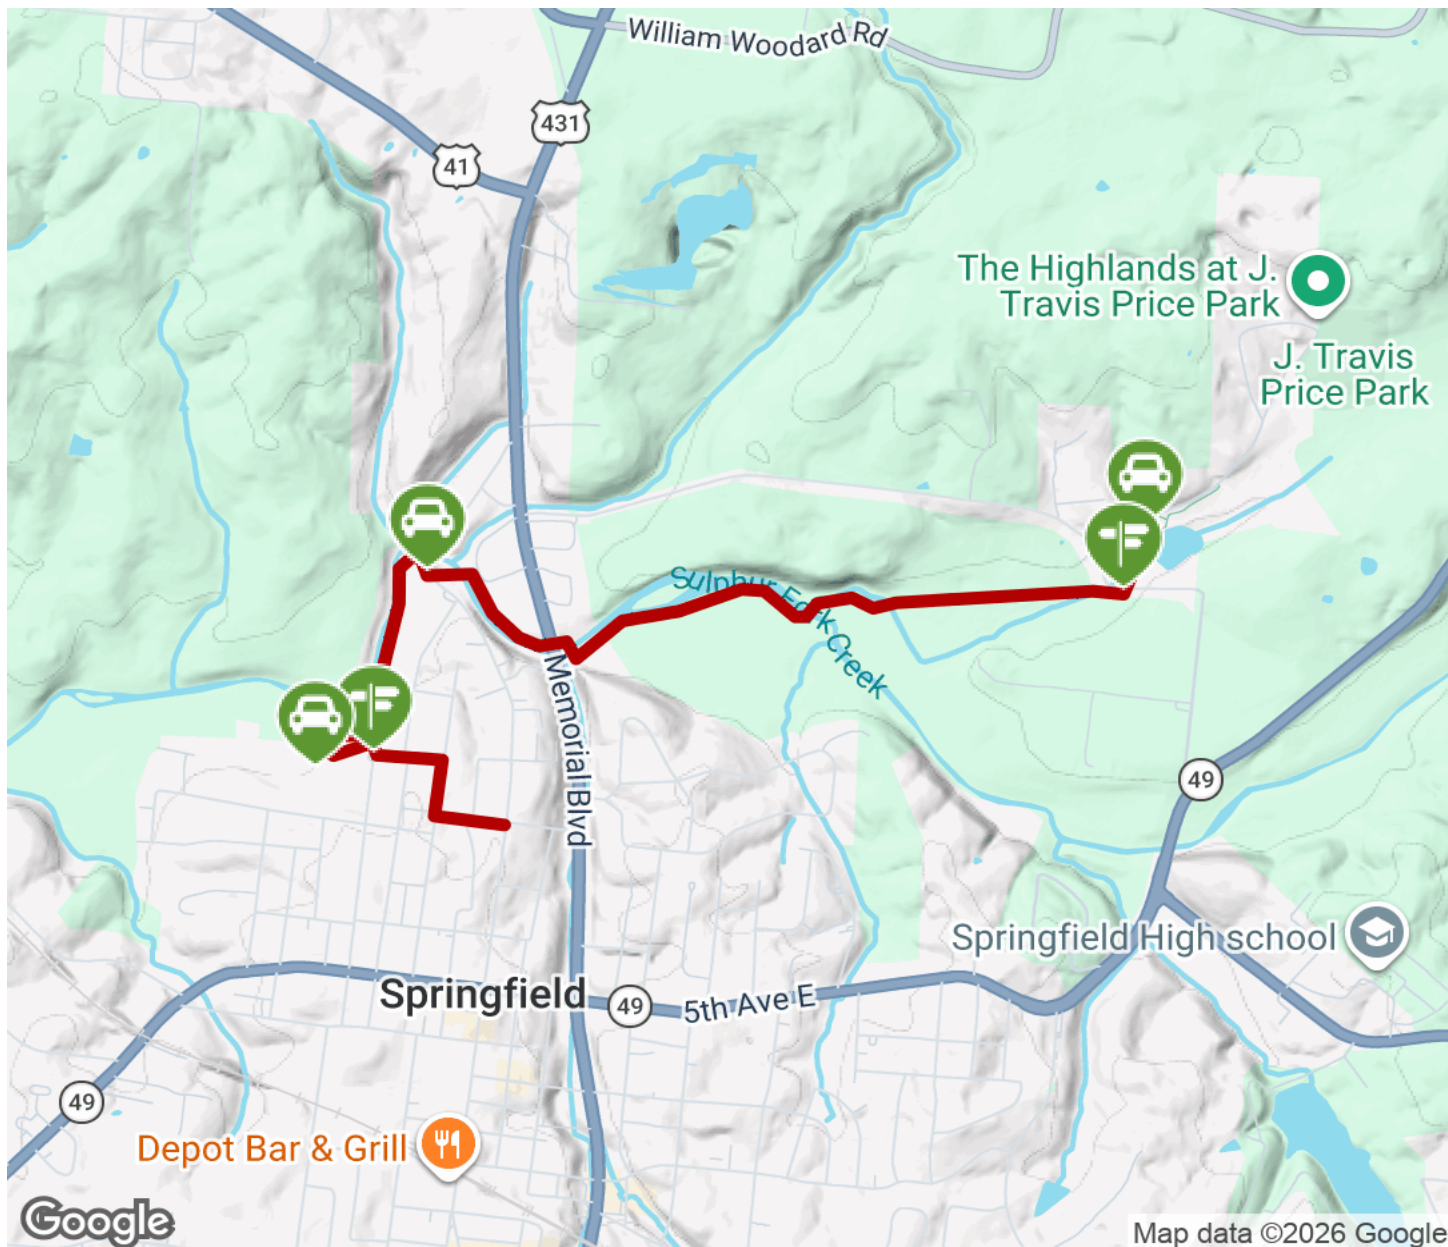 William Woodard Rd
431
41
The Highlands at J.
Travis Price Park
J. Travis
Price Park
Sulphur Fork Creek
Memorial Blvd
49
Springfield High school
Springfield
49
5th Ave E
49
Depot Bar & Grill
Google
Map data ©2026 Google